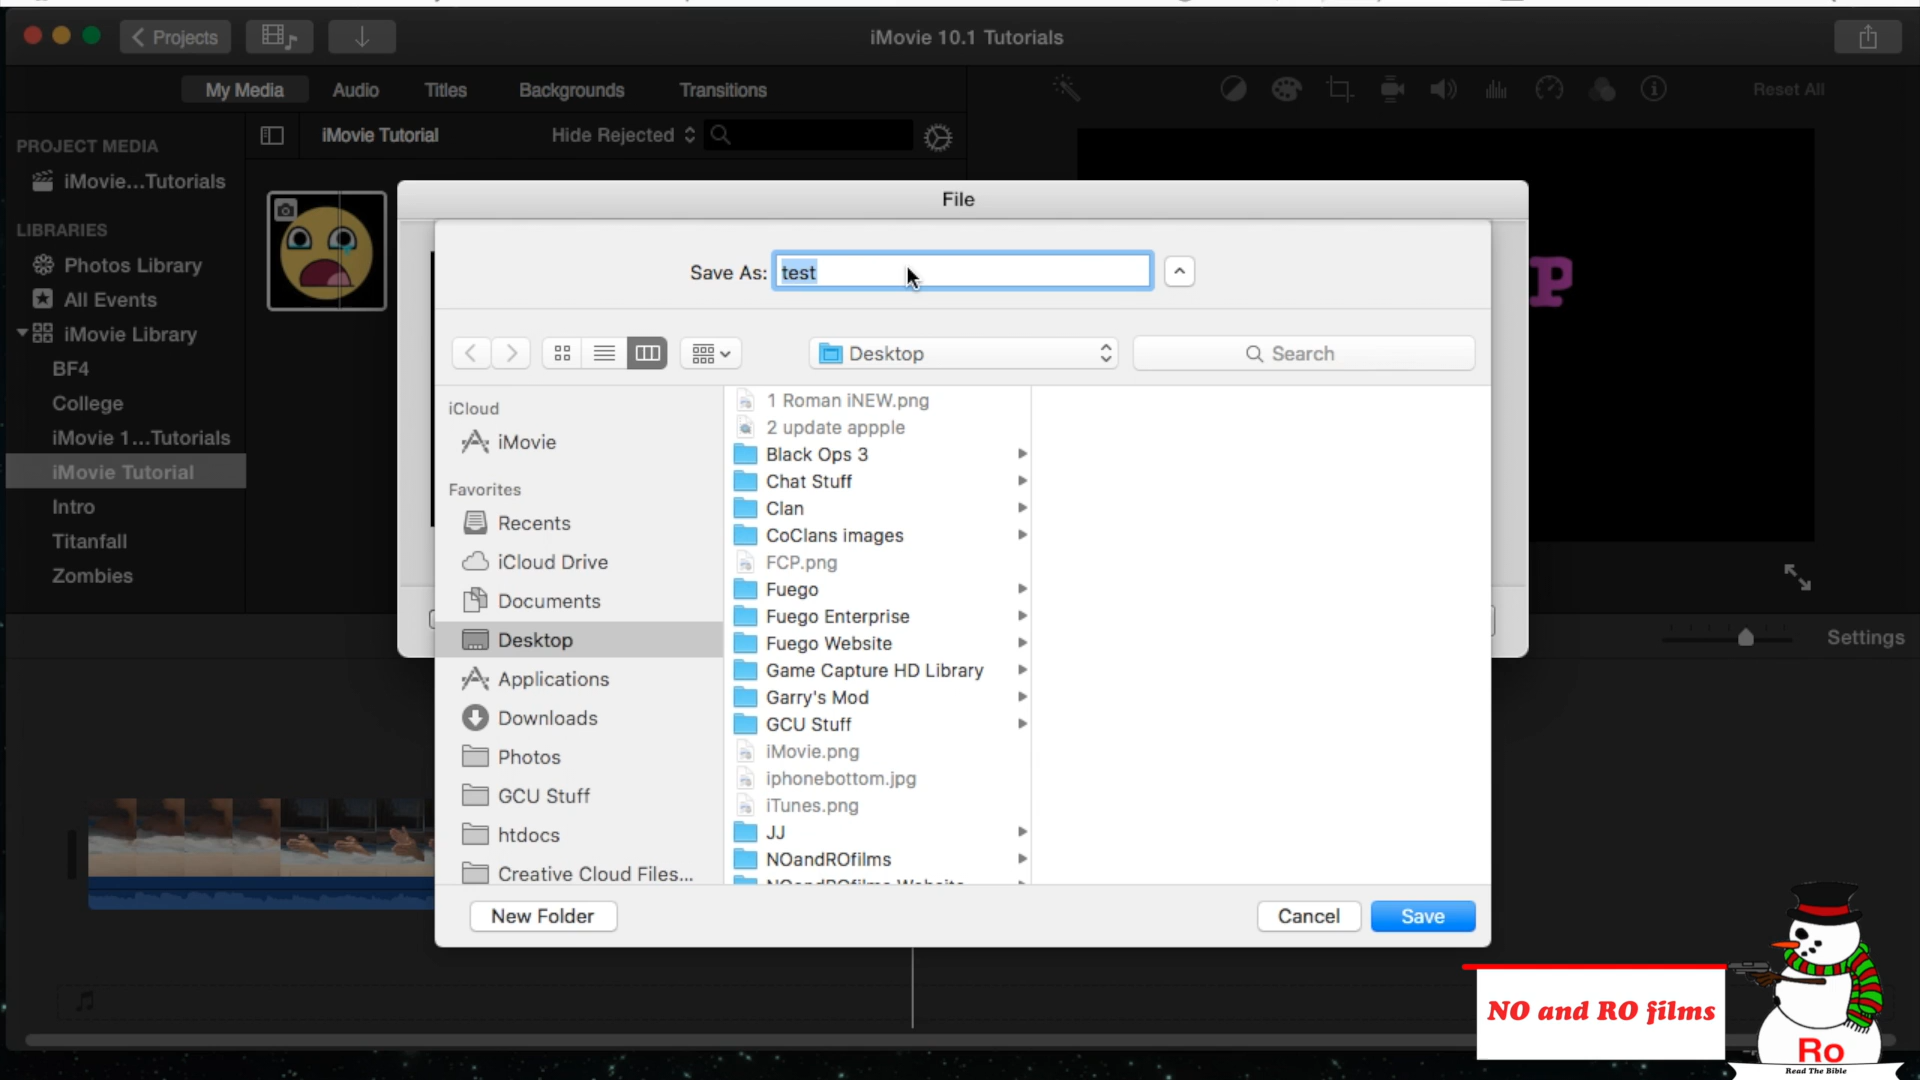 Projects
iMovie 10.1 Tutorials
My Media Audio Titles Backgrounds Transitions
Reset All
iMovie Tutorial Hide Rejected
PROJECT MEDIA
iMovie...Tutorials
LIBRARIES
Photos Library
All Events
iMovie Library
BF4
College
iMovie 1...Tutorials
iMovie Tutorial
Intro
Titanfall
Zombies
File
Save As: test
Desktop
Search
iCloud
iMovie
Favorites
Recents
iCloud Drive
Documents
Desktop
Applications
Downloads
Photos
GCU Stuff
htdocs
Creative Cloud Files...
1 Roman iNEW.png
2 update appple
Black Ops 3
Chat Stuff
Clan
CoClans images
FCP.png
Fuego
Fuego Enterprise
Fuego Website
Game Capture HD Library
Garry's Mod
GCU Stuff
iMovie.png
iphonebottom.jpg
iTunes.png
JJ
NOandROfilms
New Folder
Cancel
Save
P
Settings
NO and RO films
Ro
Read The Bible